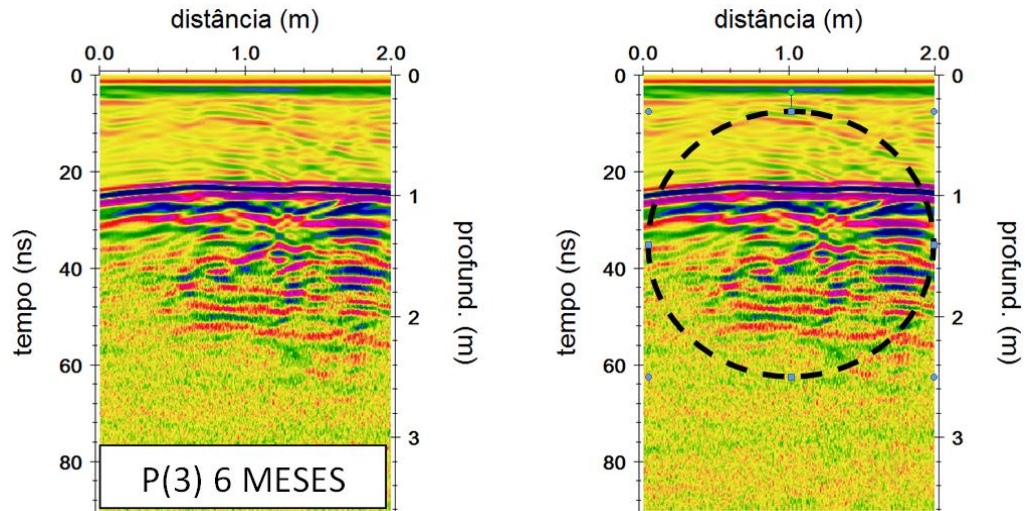 distância (m)
0.0 1.0 2.0
0 20 40 60 80
tempo (ns)
0 1 2 3
profund. (m)
P(3) 6 MESES
distância (m)
0.0 1.0 2.0
0 20 40 60 80
tempo (ns)
0 1 2 3
profund. (m)